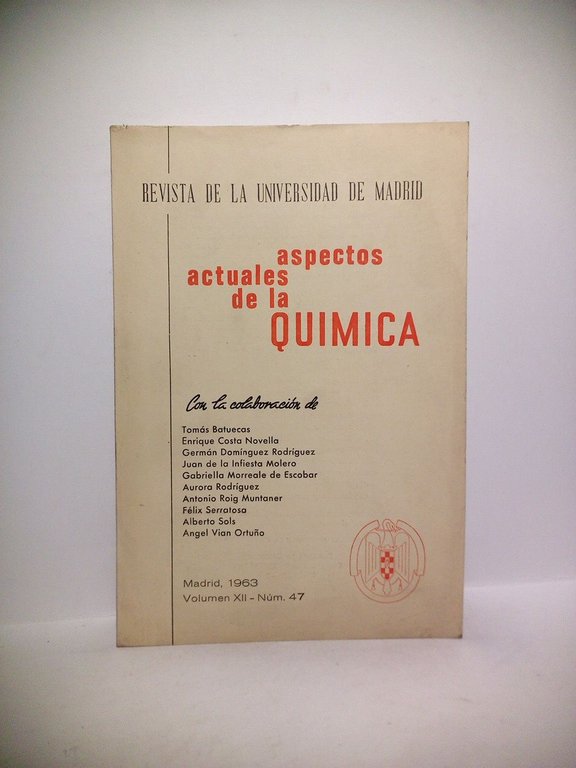 REVISTA DE LA UNIVERSIDAD DE MADRID
aspectos
actuales
de la
QUIMICA
Con la colaboración de
Tomás Batuecas
Enrique Costa Novella
Germán Domínguez Rodríguez
Juan de la Infiesta Molero
Gabriella Morreale de Escobar
Aurora Rodríguez
Antonio Roig Muntaner
Félix Serratosa
Alberto Sols
Angel Vian Ortuño
Madrid, 1963
Volumen XII - Núm. 47